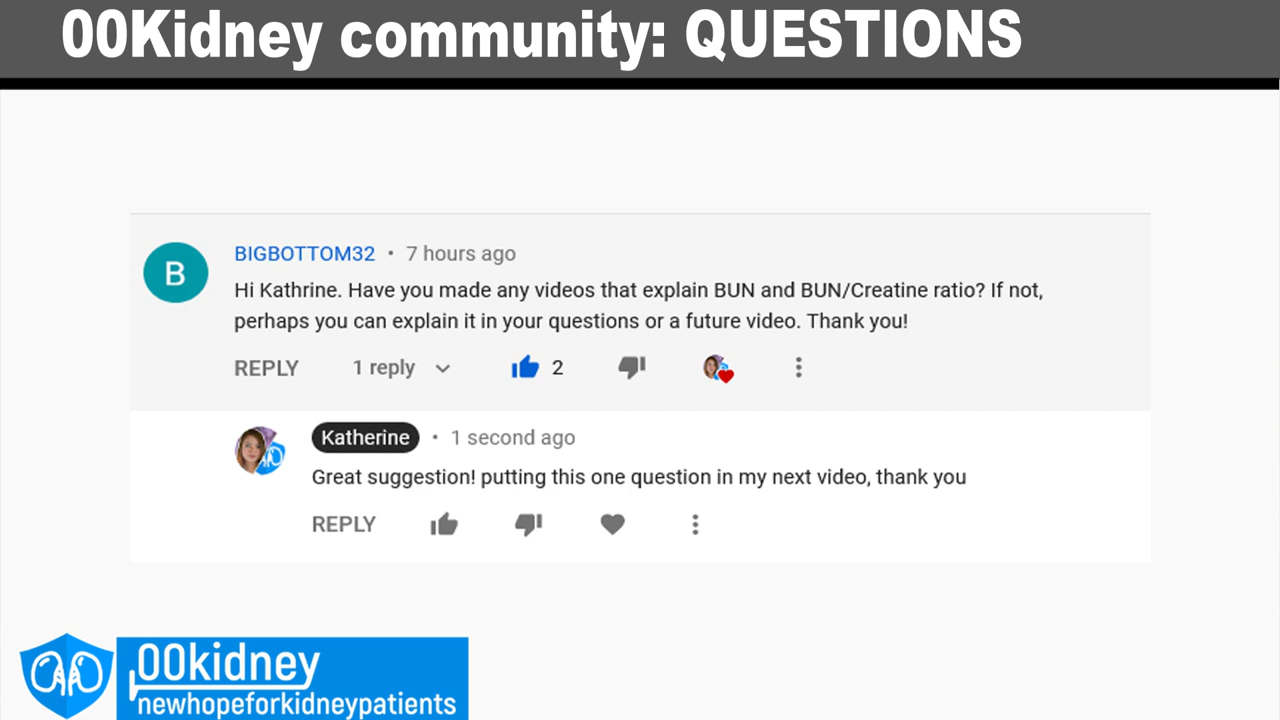 00Kidney community: QUESTIONS
B
BIGBOTTOM32 • 7 hours ago
Hi Kathrine. Have you made any videos that explain BUN and BUN/Creatine ratio? If not,
perhaps you can explain it in your questions or a future video. Thank you!
REPLY 1 reply 2
Katherine • 1 second ago
Great suggestion! putting this one question in my next video, thank you
REPLY
00kidney
newhopeforkidneypatients